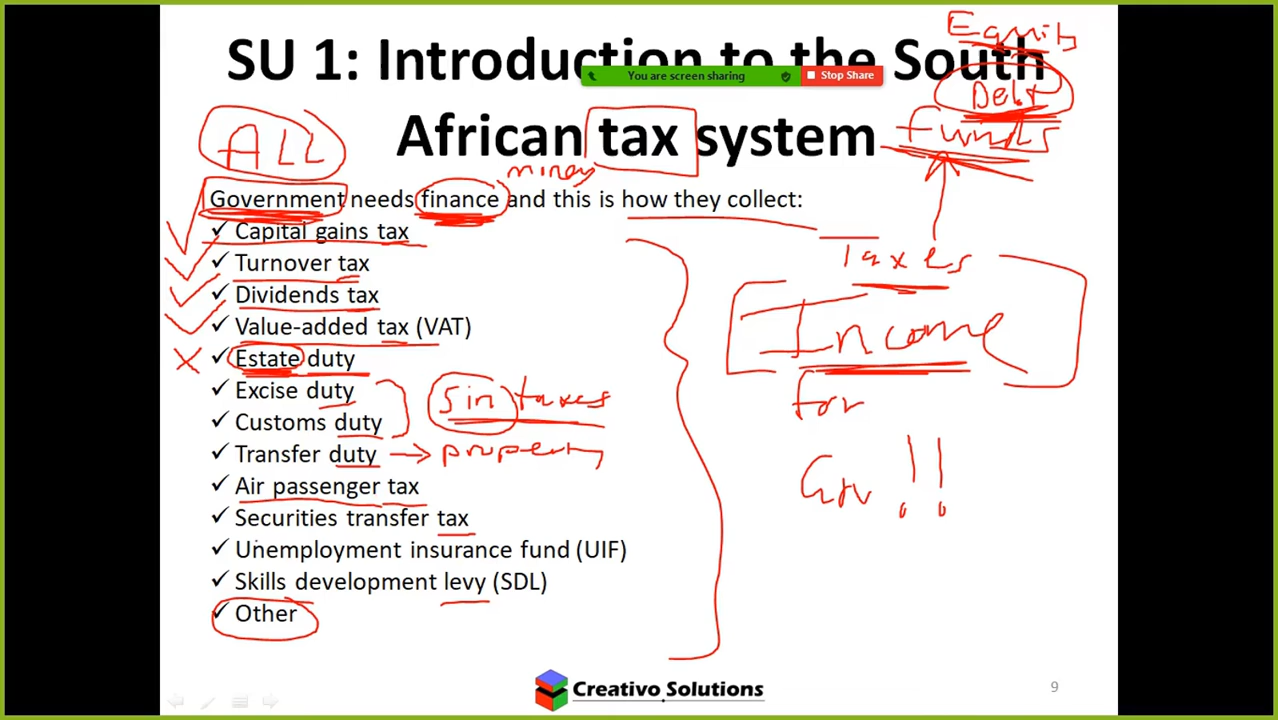 Equity
SU 1: Introduction to the South
You are screen sharing
Stop Share
Debt
ALL
African tax system
funds
money
Government needs finance and this is how they collect:
✓ Capital gains tax
✓ Turnover tax
Taxes
✓ Dividends tax
✓ Value-added tax (VAT)
Income
✓ Estate duty
✓ Excise duty
Sin taxes
for
✓ Customs duty
✓ Transfer duty → property
✓ Air passenger tax
Gov !!
✓ Securities transfer tax
✓ Unemployment insurance fund (UIF)
✓ Skills development levy (SDL)
✓ Other
Creativo Solutions
9